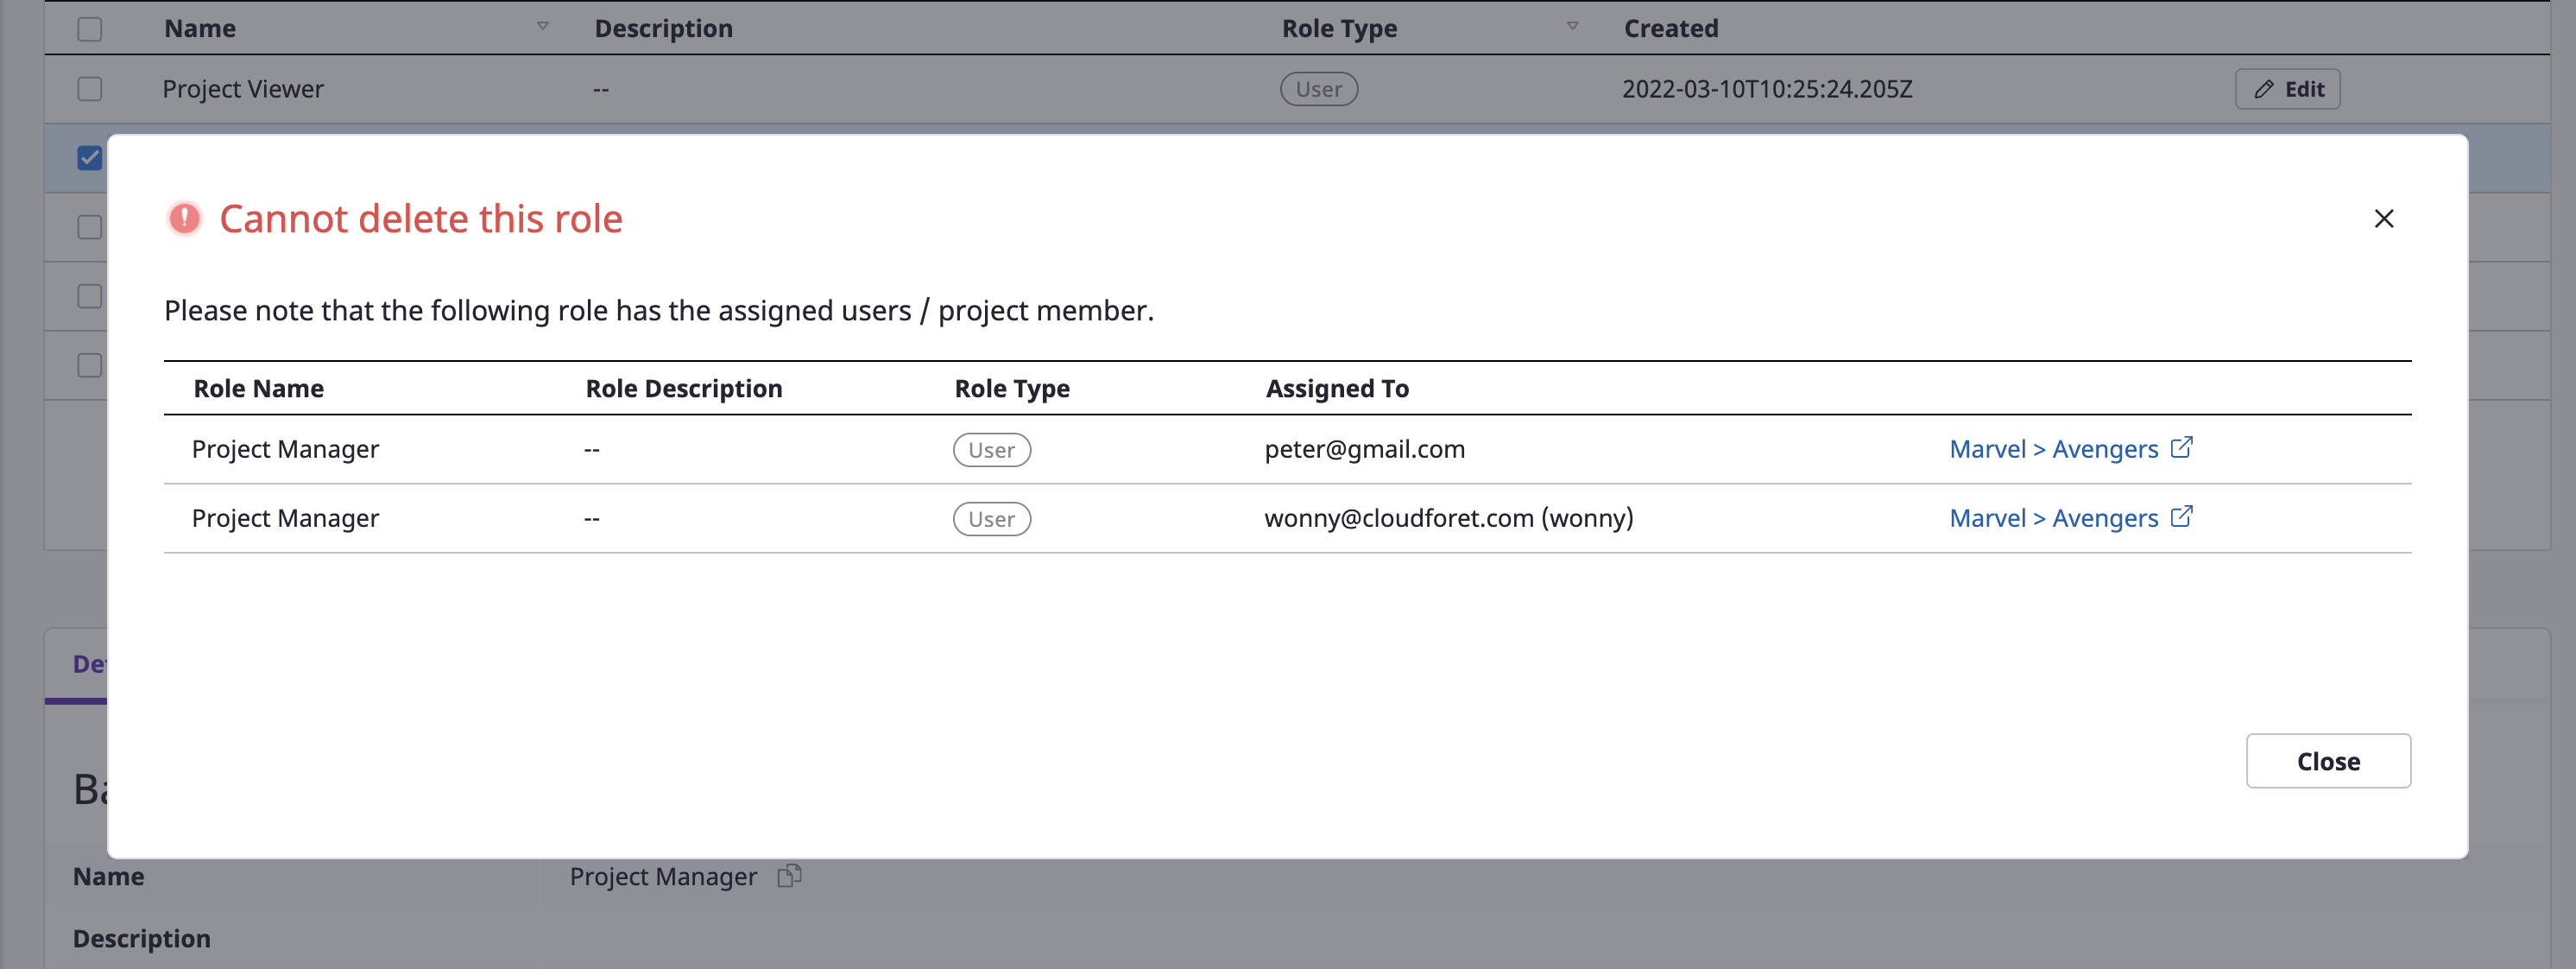 Name Description Role Type Created
Project Viewer -- User 2022-03-10T10:25:24.205Z Edit
Cannot delete this role
Please note that the following role has the assigned users / project member.
Role Name Role Description Role Type Assigned To
Project Manager -- User peter@gmail.com Marvel > Avengers
Project Manager -- User wonny@cloudforet.com (wonny) Marvel > Avengers
Close
Name Project Manager
Description